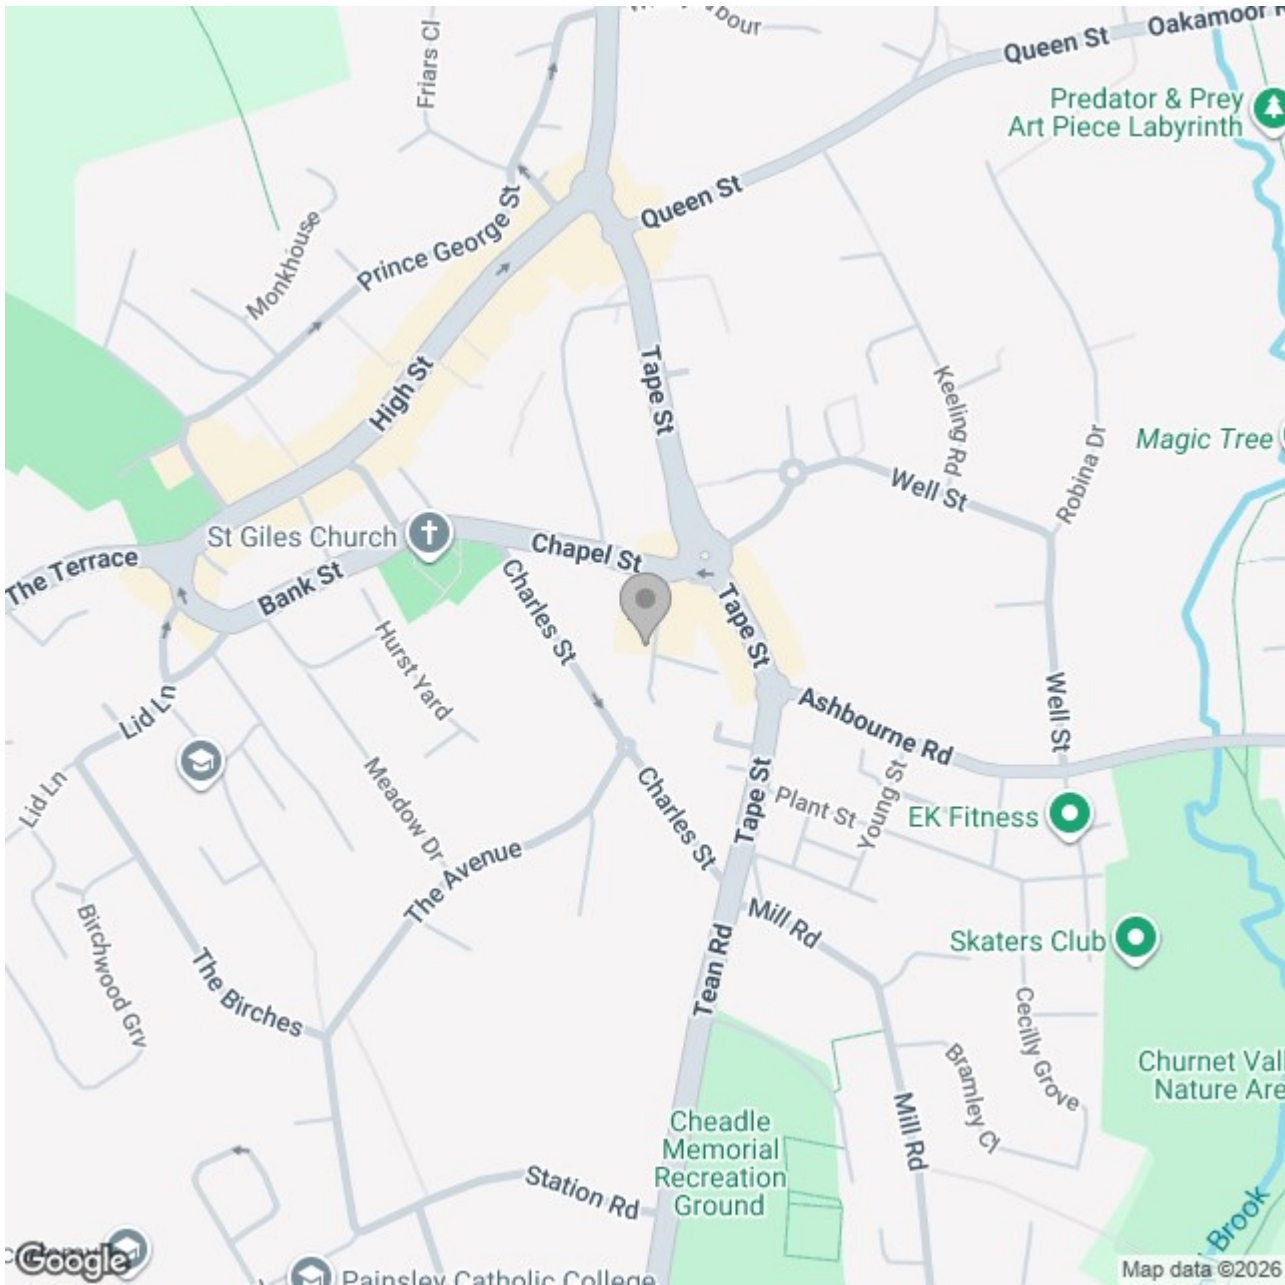 Friars Cl
Queen St
Predator & Prey
Art Piece Labyrinth
Queen St
Monkhouse
Prince George St
High St
Tape St
Keeling Rd
Robina Dr
Magic Tree
Well St
St Giles Church
Chapel St
The Terrace
Bank St
Charles St
Tape St
Hurst Yard
Lid Ln
Ashbourne Rd
Well St
Lid Ln
Meadow Dr
Charles St
Tape St
Plant St
Young St
EK Fitness
The Avenue
Birchwood Grv
The Birches
Mill Rd
Skaters Club
Tean Rd
Cecilly Grove
Bramley Cl
Churnet Val
Nature Are
Mill Rd
Cheadle
Memorial
Recreation
Ground
Station Rd
Brook
Google
Painsley Catholic College
Map data ©2026